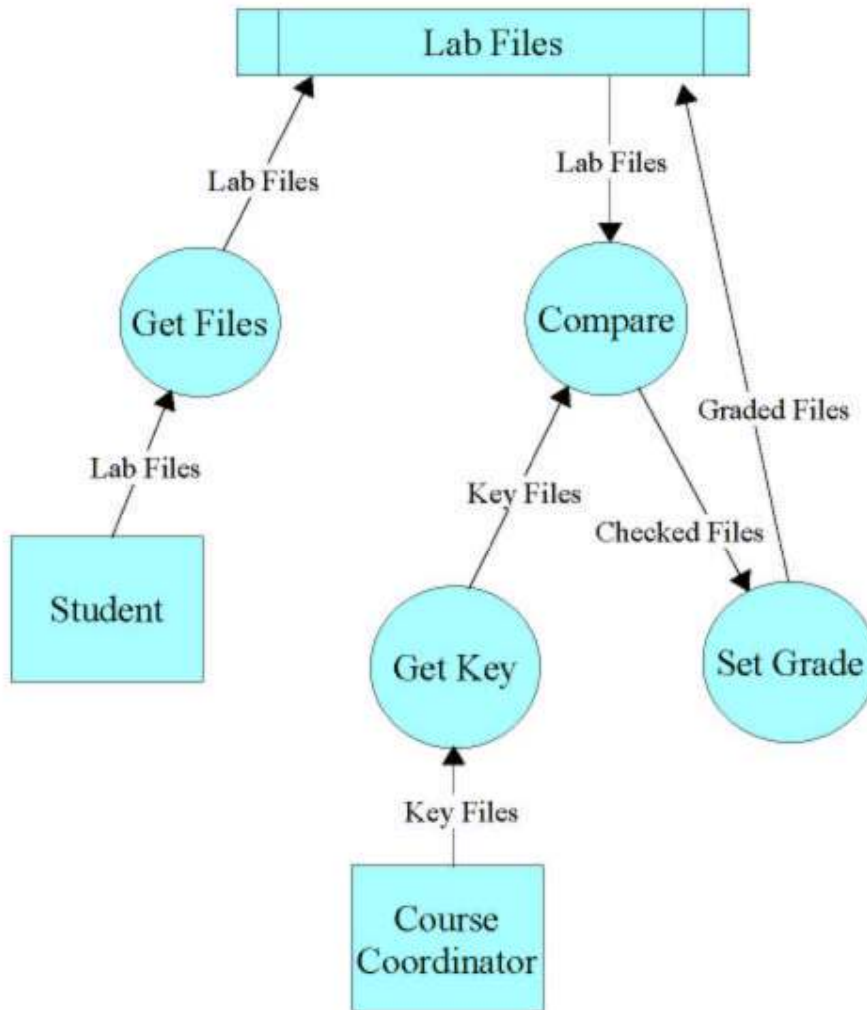 Lab Files
Lab Files
Lab Files
Get Files
Compare
Graded Files
Lab Files
Key Files
Checked Files
Student
Get Key
Set Grade
Key Files
Course
Coordinator